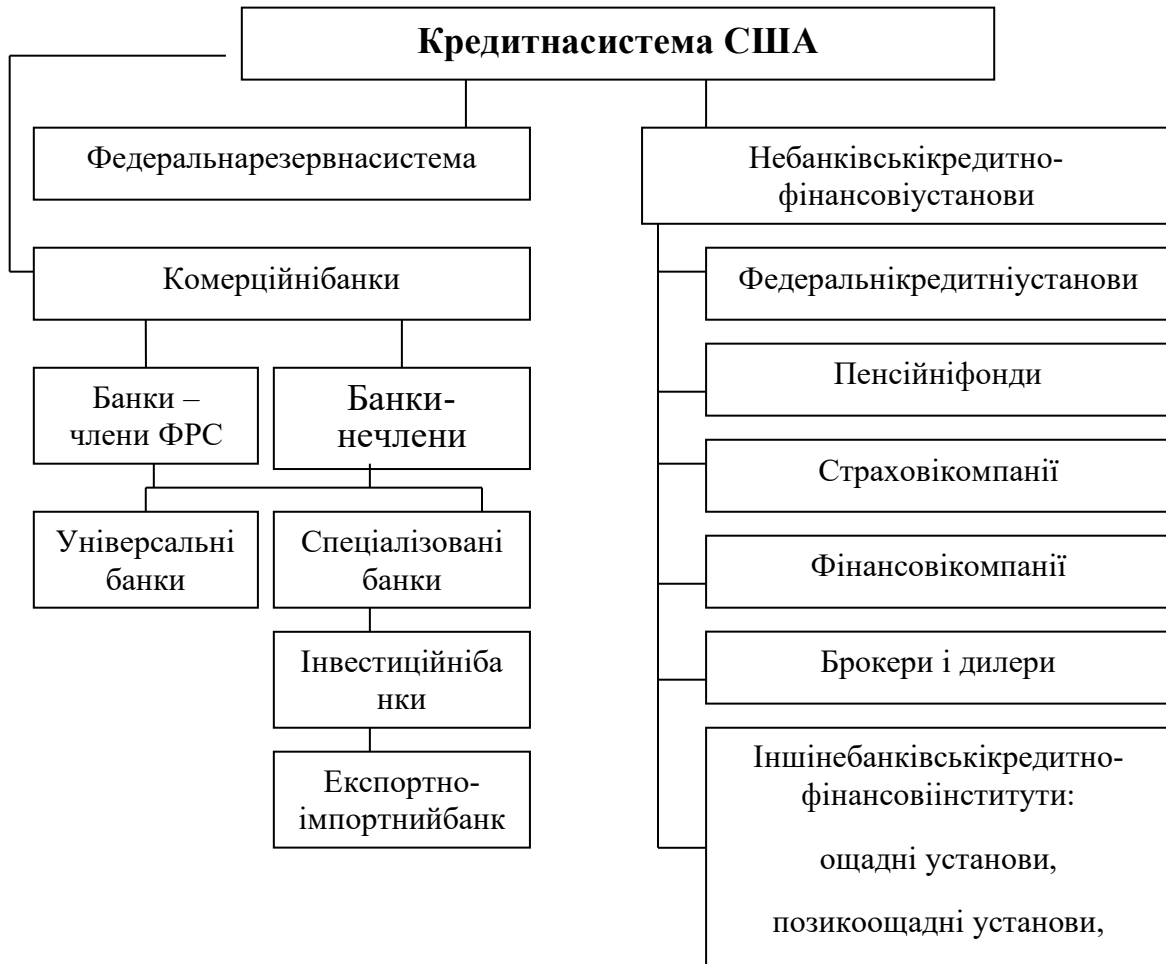 Кредитнасистема США
Федеральнарезервнасистема
Небанківськікредитно-
фінансовіустанови
Комерційнібанки
Федеральнікредитніустанови
Банки –
члени ФРС
Банки-
нечлени
Пенсійніфонди
Страховікомпанії
Універсальні
банки
Спеціалізовані
банки
Фінансовікомпанії
Інвестиційніба
нки
Брокери і дилери
Експортно-
імпортнийбанк
Іншінебанківськікредитно-
фінансовіінститути:
ощадні установи,
позикоощадні установи,